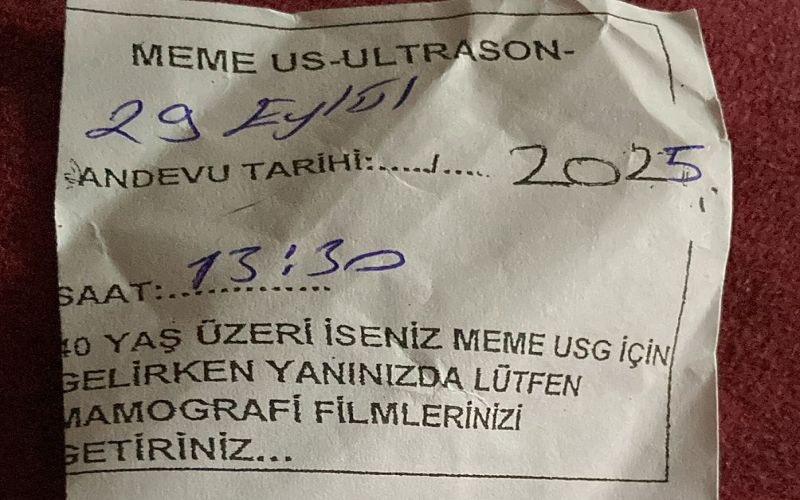 MEME US-ULTRASON-
29 Eylül
RANDEVU TARİHİ:...../..... 2025
SAAT:.13:30
40 YAŞ ÜZERİ İSENİZ MEME USG İÇİN
GELİRKEN YANINIZDA LÜTFEN
MAMOGRAFİ FİLMLERİNİZİ
GETİRİNİZ...